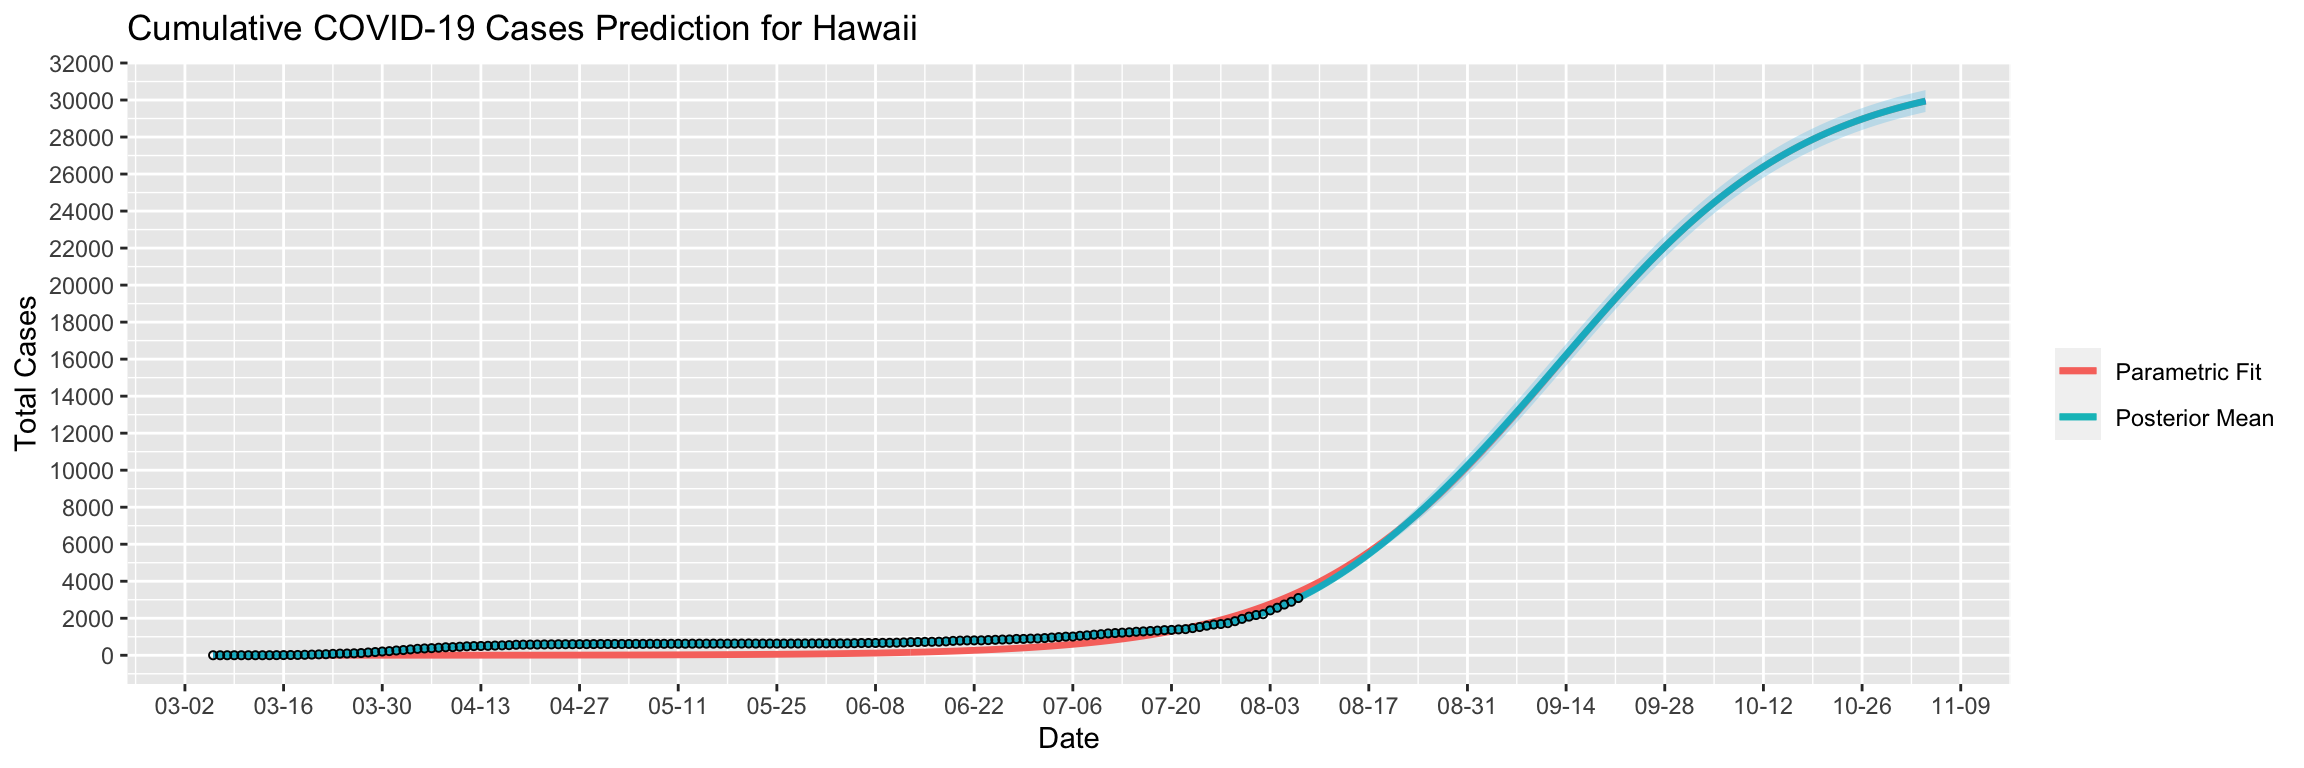 Cumulative COVID-19 Cases Prediction for Hawaii
32000
30000
28000
26000
24000
22000
20000
18000
16000
14000
12000
10000
8000
6000
4000
2000
0
Total Cases
03-02 03-16 03-30 04-13 04-27 05-11 05-25 06-08 06-22 07-06 07-20 08-03 08-17 08-31 09-14 09-28 10-12 10-26 11-09
Date
Parametric Fit
Posterior Mean